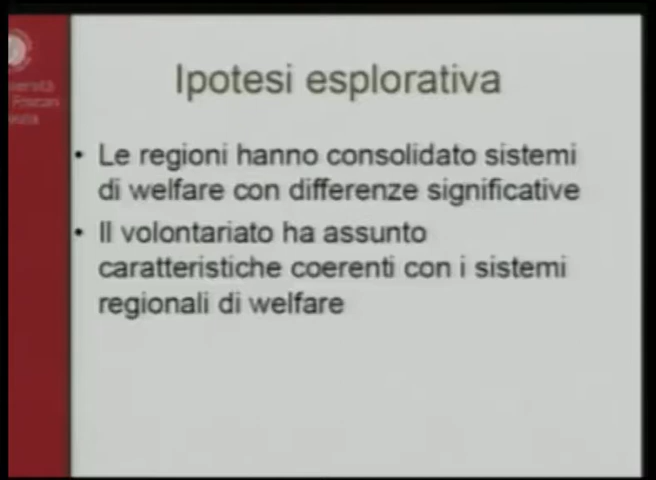 Ipotesi esplorativa
• Le regioni hanno consolidato sistemi
di welfare con differenze significative
• Il volontariato ha assunto
caratteristiche coerenti con i sistemi
regionali di welfare